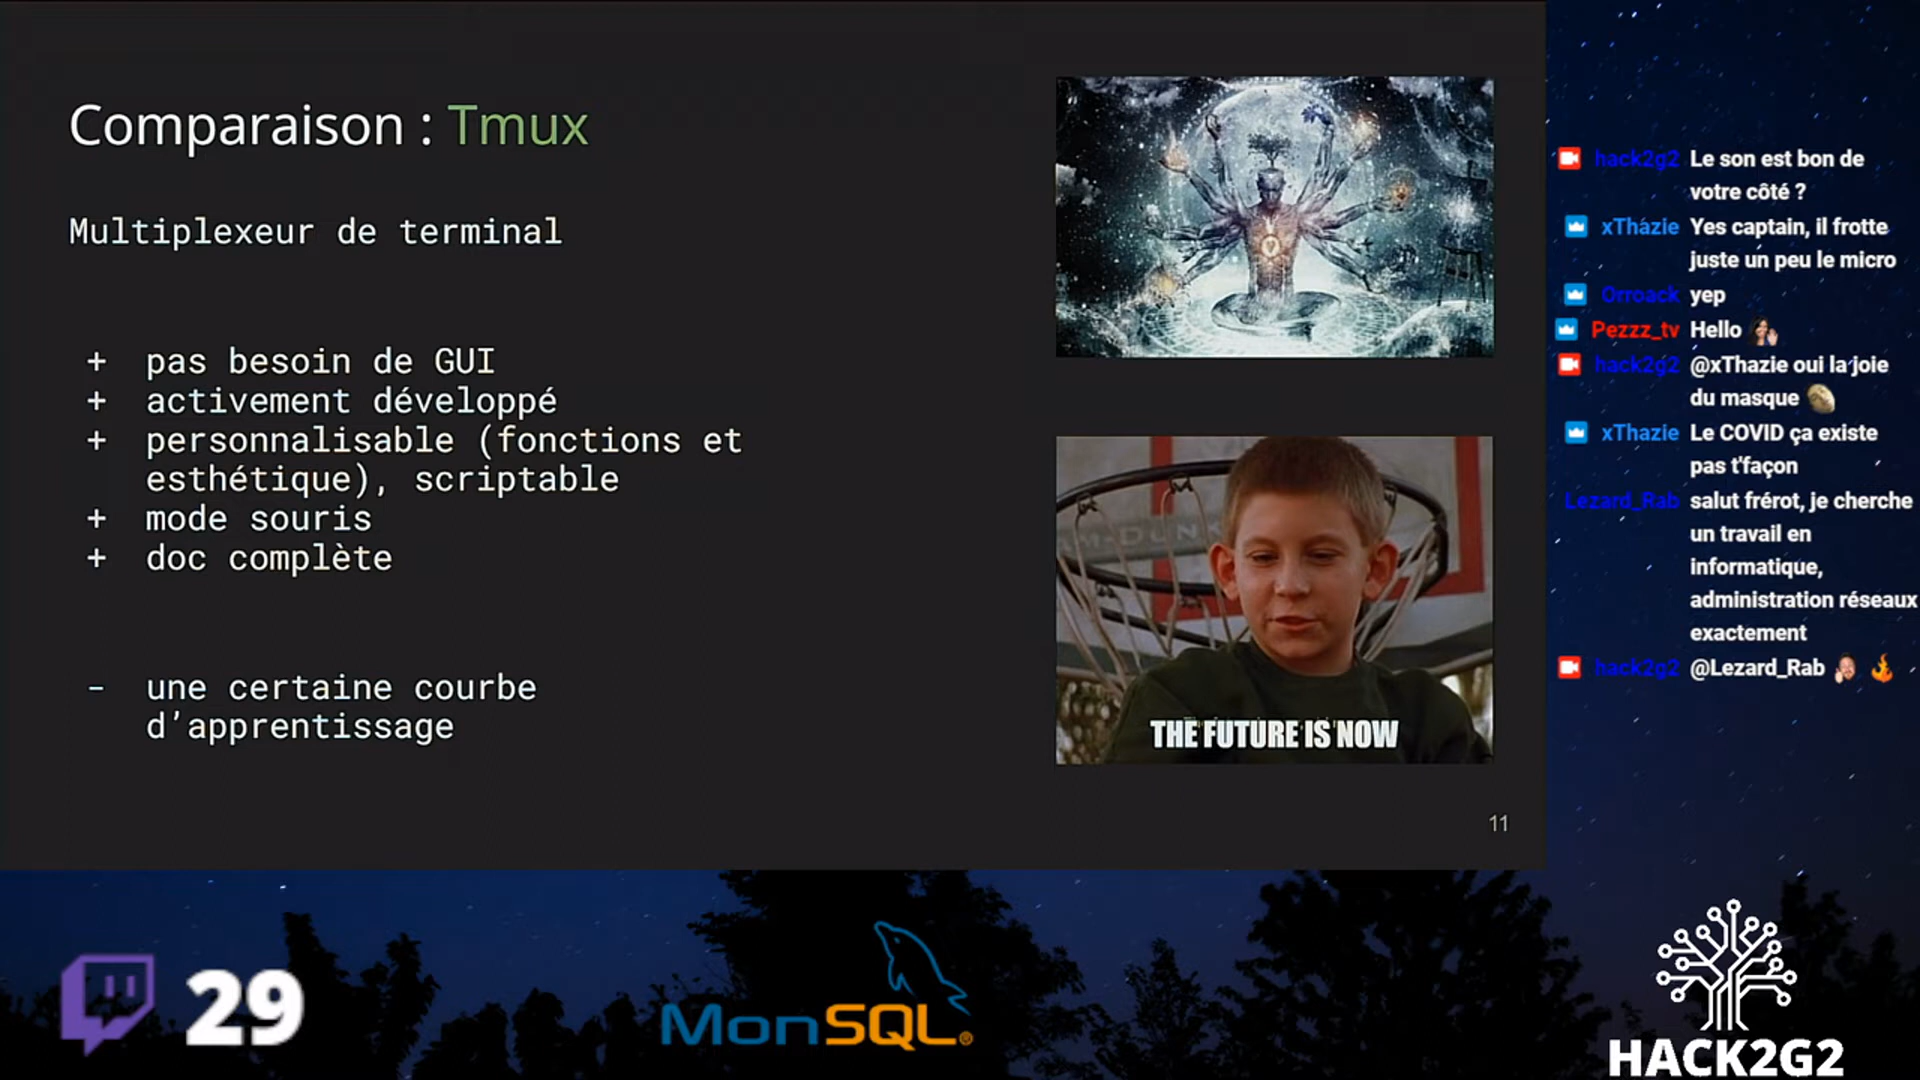 Comparaison : Tmux
Multiplexeur de terminal
+ pas besoin de GUI
+ activement développé
+ personnalisable (fonctions et
esthétique), scriptable
+ mode souris
+ doc complète
- une certaine courbe
d’apprentissage
M-DUNK
THE FUTURE IS NOW
11
hack2g2 Le son est bon de
votre côté ?
xThazie Yes captain, il frotte
juste un peu le micro
Orroack yep
Pezzz_tv Hello
hack2g2 @xThazie oui la joie
du masque
xThazie Le COVID ça existe
pas t'façon
Lezard_Rab salut frérot, je cherche
un travail en
informatique,
administration réseaux
exactement
hack2g2 @Lezard_Rab
29
MonSQL®
HACK2G2